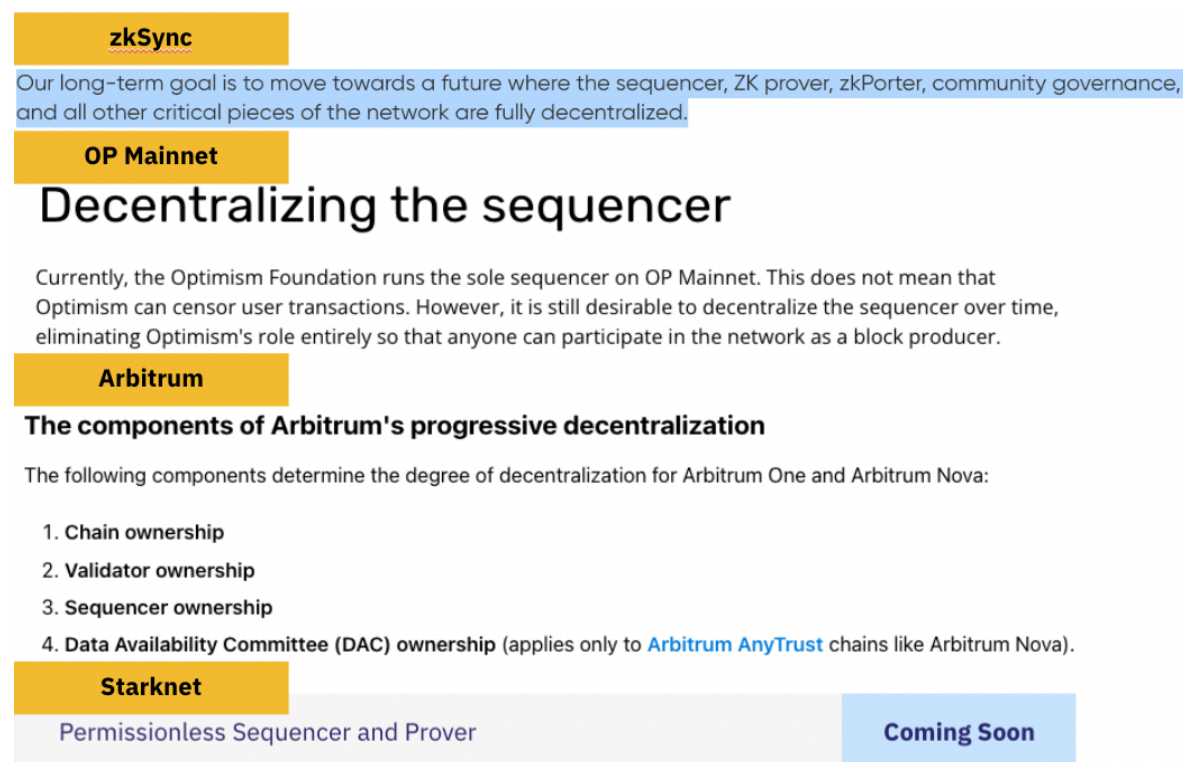 zkSync
Our long-term goal is to move towards a future where the sequencer, ZK prover, zkPorter, community governance,
and all other critical pieces of the network are fully decentralized.
OP Mainnet
Decentralizing the sequencer
Currently, the Optimism Foundation runs the sole sequencer on OP Mainnet. This does not mean that
Optimism can censor user transactions. However, it is still desirable to decentralize the sequencer over time,
eliminating Optimism's role entirely so that anyone can participate in the network as a block producer.
Arbitrum
The components of Arbitrum's progressive decentralization
The following components determine the degree of decentralization for Arbitrum One and Arbitrum Nova:
1. Chain ownership
2. Validator ownership
3. Sequencer ownership
4. Data Availability Committee (DAC) ownership (applies only to Arbitrum AnyTrust chains like Arbitrum Nova).
Starknet
Permissionless Sequencer and Prover Coming Soon